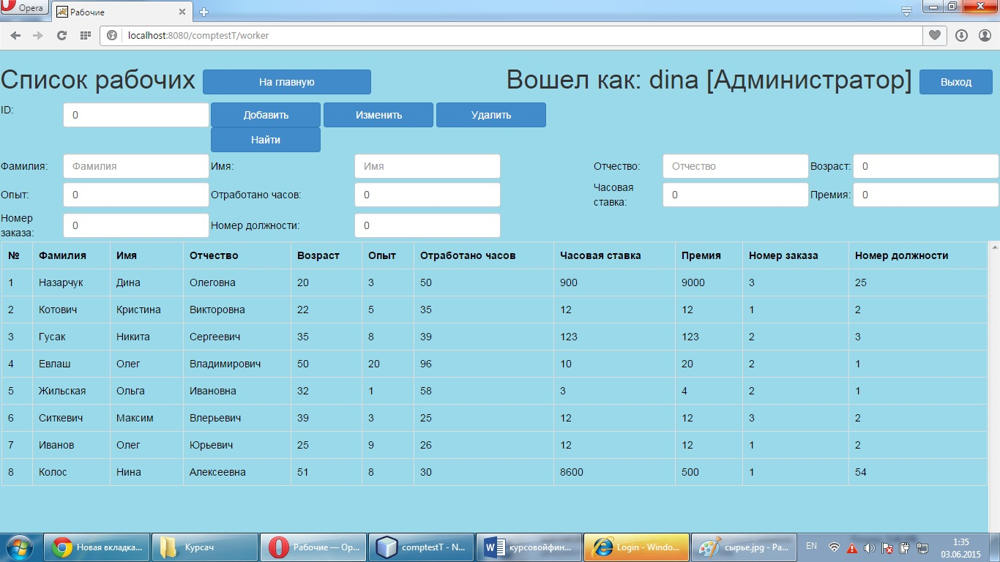 Opera
Рабочие
localhost:8080/comptestT/worker
Список рабочих На главную Вошел как: dina [Администратор] Выход
ID: 0 Добавить Изменить Удалить
Найти
Фамилия: Фамилия Имя: Имя Отчество: Отчество Возраст: 0
Опыт: 0 Отработано часов: 0 Часовая ставка: 0 Премия: 0
Номер заказа: 0 Номер должности: 0
№ Фамилия Имя Отчество Возраст Опыт Отработано часов Часовая ставка Премия Номер заказа Номер должности
1 Назарчук Дина Олеговна 20 3 50 900 9000 3 25
2 Котович Кристина Викторовна 22 5 35 12 12 1 2
3 Гусак Никита Сергеевич 35 8 39 123 123 2 3
4 Евлаш Олег Владимирович 50 20 96 10 20 2 1
5 Жильская Ольга Ивановна 32 1 58 3 4 2 1
6 Ситкевич Максим Влерьевич 39 3 25 12 12 3 2
7 Иванов Олег Юрьевич 25 9 26 12 12 1 2
8 Колос Нина Алексеевна 51 8 30 8600 500 1 54
Новая вкладка... Курсач Рабочие — Op... comptestT - N... курсовойфин... Login - Windo... сырье.jpg - Pa... EN 1:35
03.06.2015